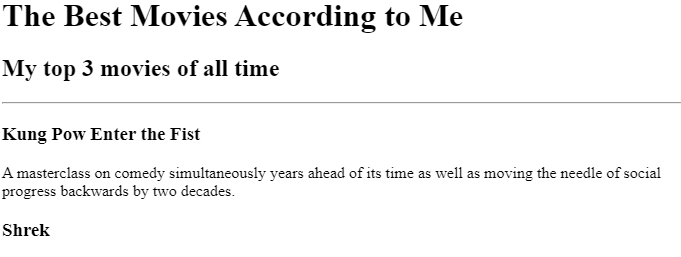 The Best Movies According to Me
My top 3 movies of all time
Kung Pow Enter the Fist
A masterclass on comedy simultaneously years ahead of its time as well as moving the needle of social
progress backwards by two decades.
Shrek